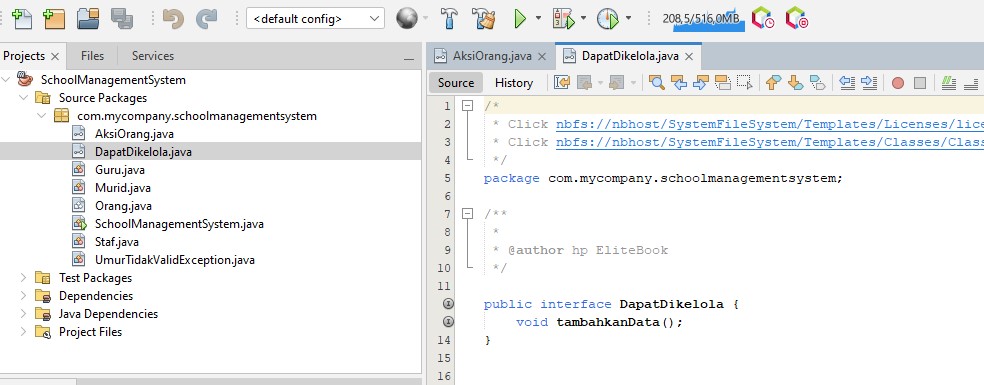 <default config>
208,5/516,0MB
Projects
Files
Services
SchoolManagementSystem
Source Packages
com.mycompany.schoolmanagementsystem
AksiOrang.java
DapatDikelola.java
Guru.java
Murid.java
Orang.java
SchoolManagementSystem.java
Staf.java
UmurTidakValidException.java
Test Packages
Dependencies
Java Dependencies
Project Files
AksiOrang.java
DapatDikelola.java
Source
History
1 /*
2 * Click nbfs://nbhost/SystemFileSystem/Templates/Licenses/lice
3 * Click nbfs://nbhost/SystemFileSystem/Templates/Classes/Class
4 */
5 package com.mycompany.schoolmanagementsystem;
6
7 /**
8 *
9 * @author hp EliteBook
10 */
11
public interface DapatDikelola {
void tambahkanData();
14 }
15
16